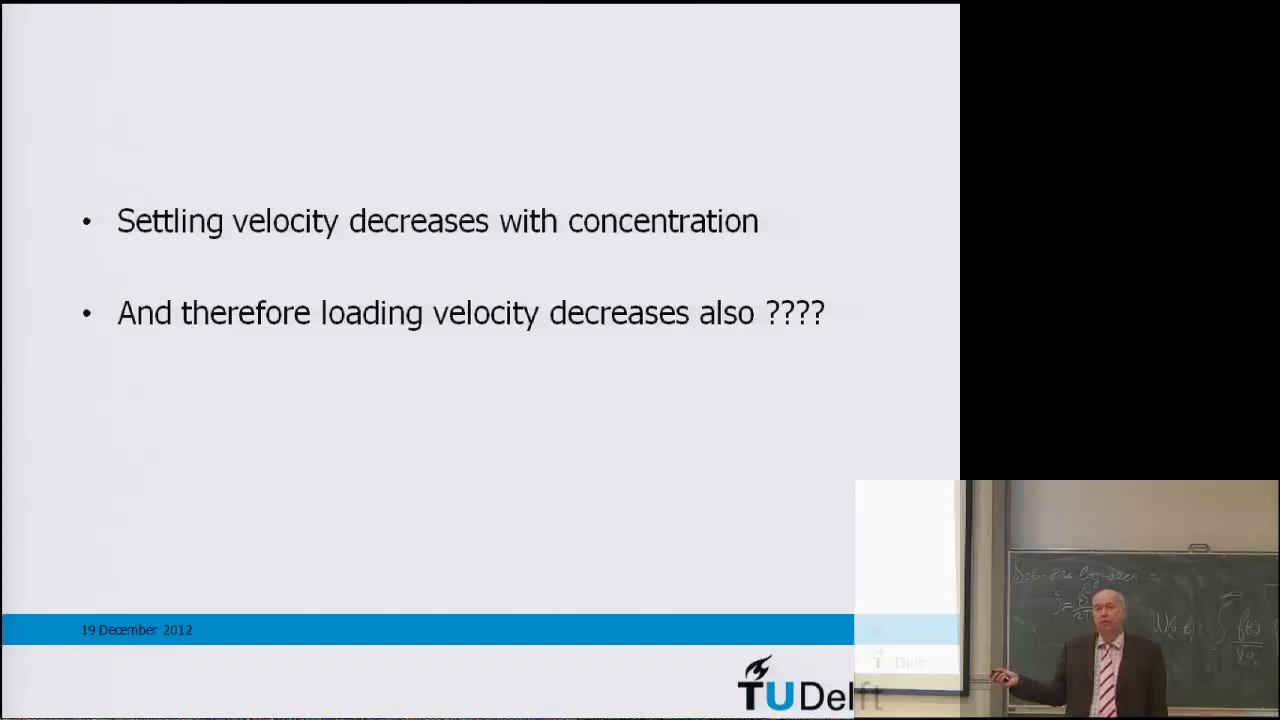 • Settling velocity decreases with concentration
• And therefore loading velocity decreases also ????
19 December 2012
TU Delft